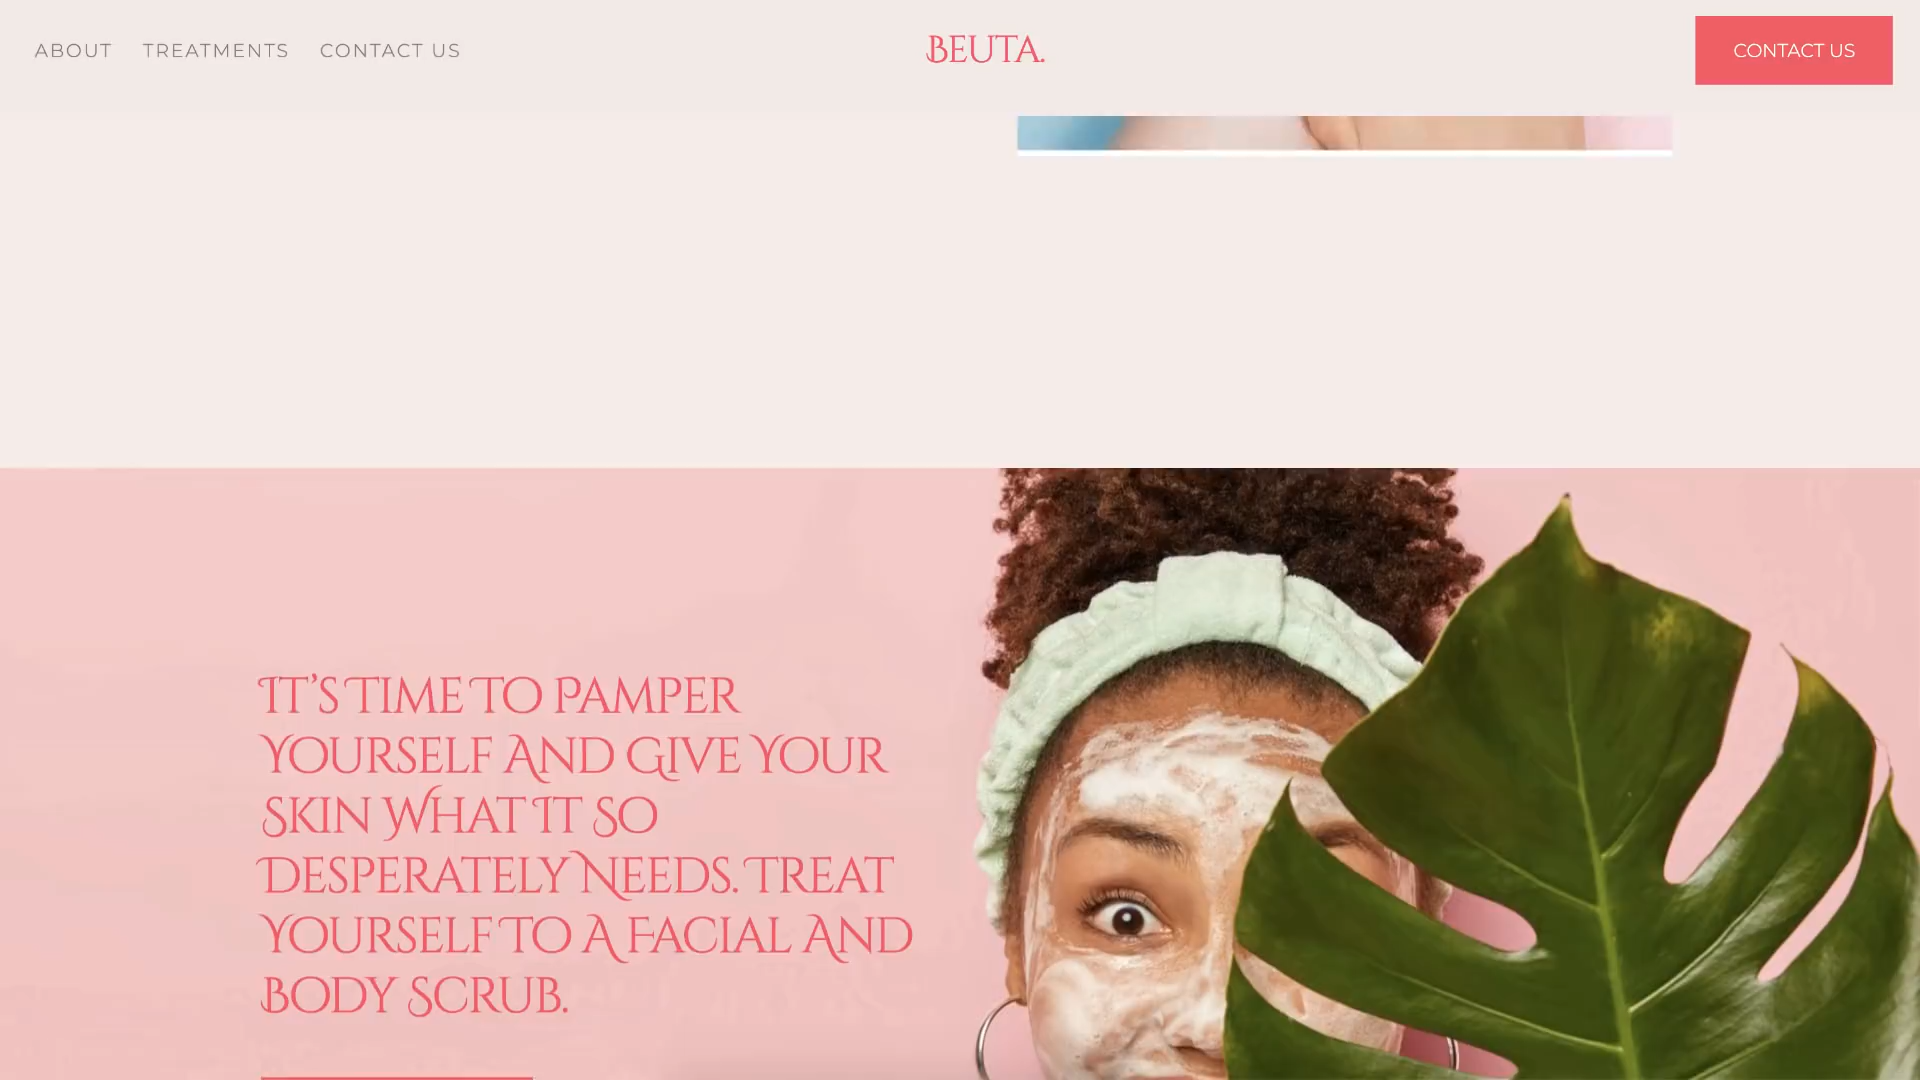 ABOUT TREATMENTS CONTACT US BEUTA. CONTACT US
IT'S TIME TO PAMPER
YOURSELF AND GIVE YOUR
SKIN WHAT IT SO
DESPERATELY NEEDS. TREAT
YOURSELF TO A FACIAL AND
BODY SCRUB.